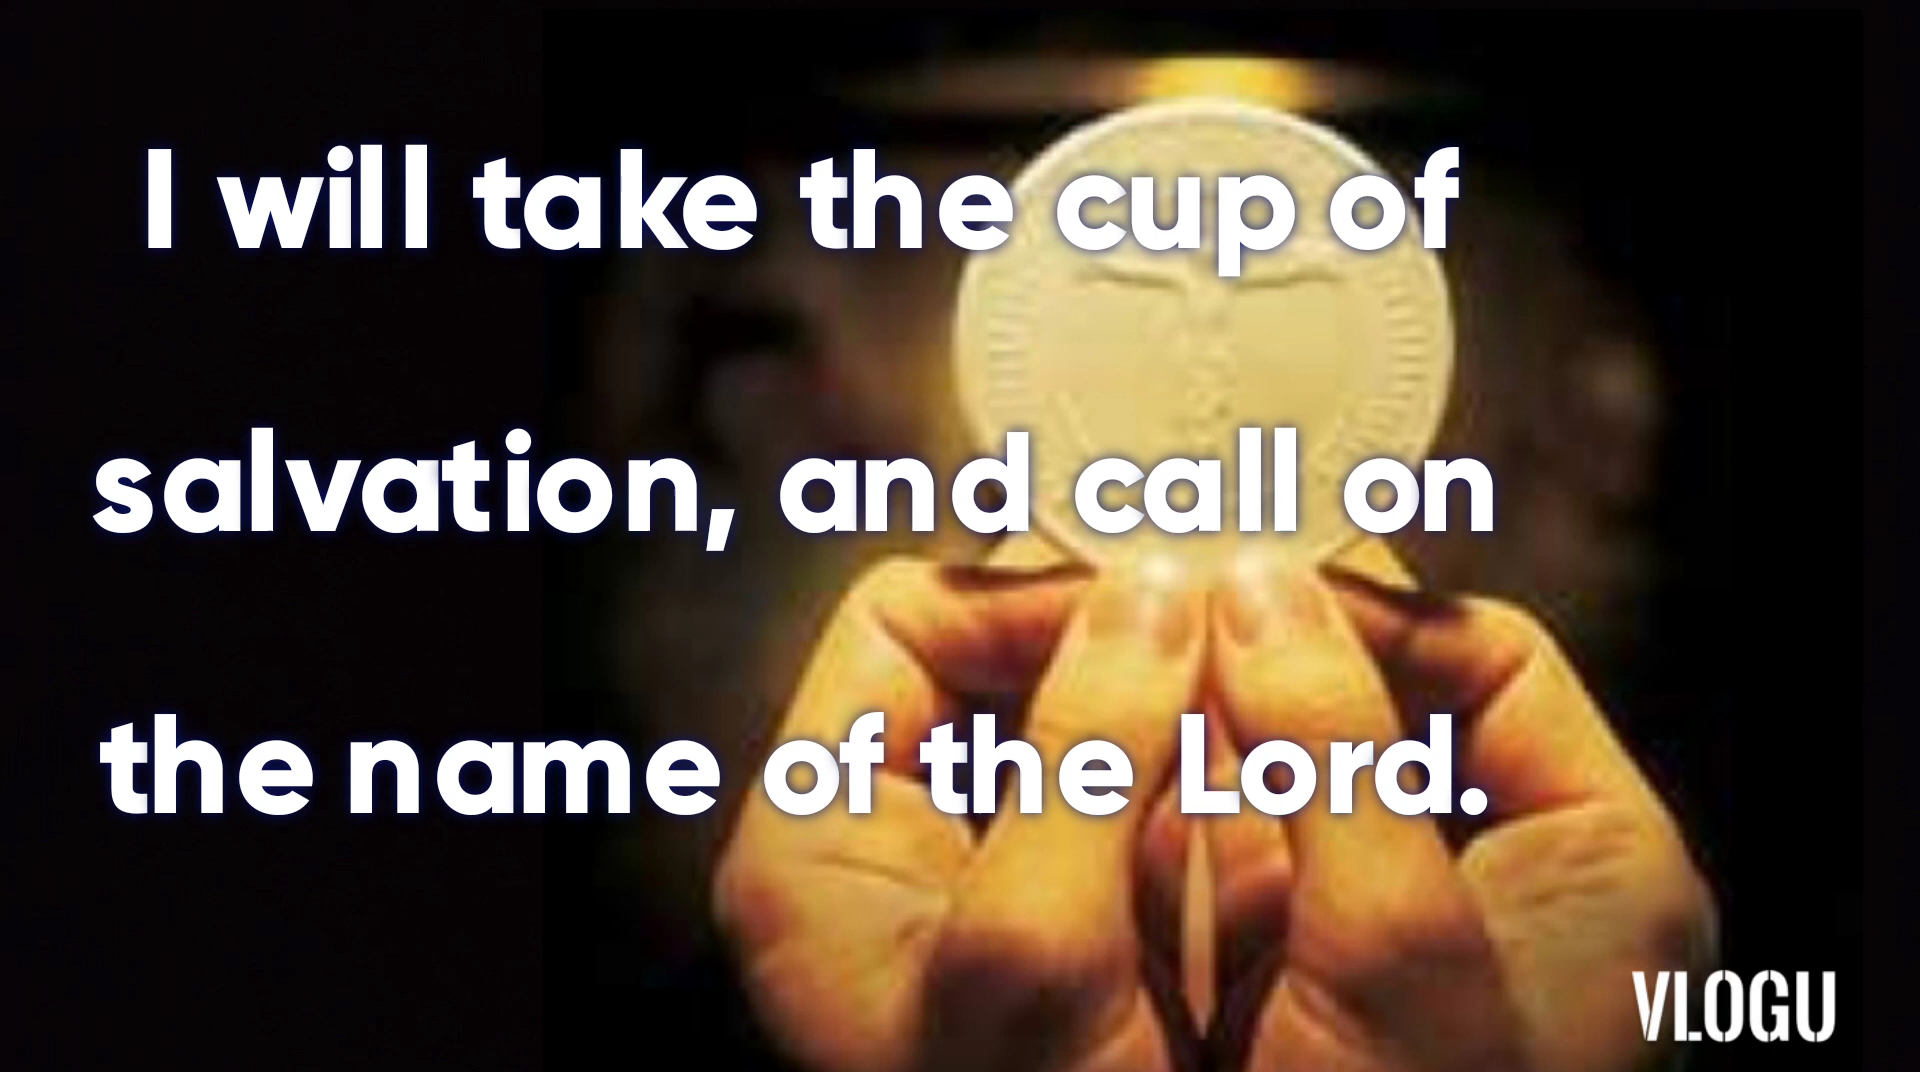 I will take the cup of
salvation, and call on
the name of the Lord.
VLOGU